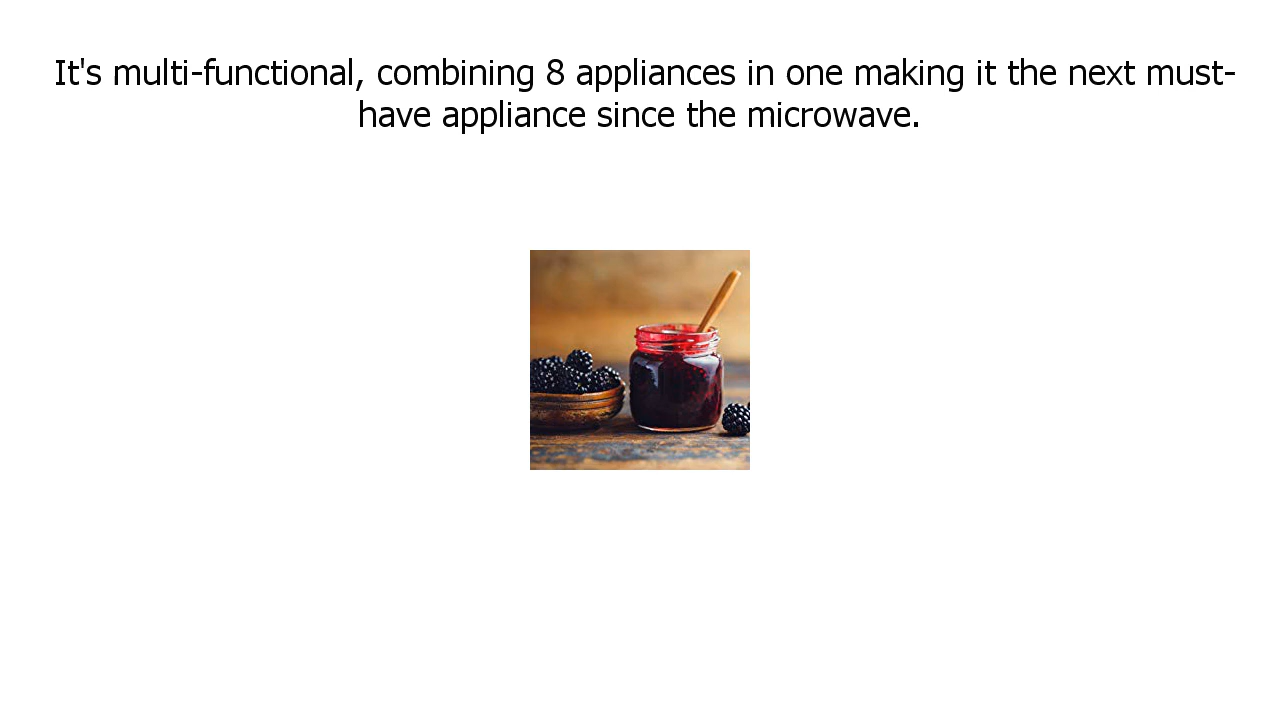 It's multi-functional, combining 8 appliances in one making it the next must-
have appliance since the microwave.